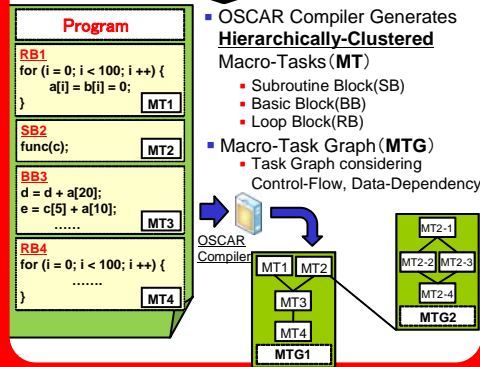 Program
RB1
for (i = 0; i < 100; i ++) {
a[i] = b[i] = 0;
}
MT1
SB2
func(c);
MT2
BB3
d = d + a[20];
e = c[5] + a[10];
......
MT3
RB4
for (i = 0; i < 100; i ++) {
.......
}
MT4
▪ OSCAR Compiler Generates
Hierarchically-Clustered
Macro-Tasks（MT）
▪ Subroutine Block(SB)
▪ Basic Block(BB)
▪ Loop Block(RB)
▪ Macro-Task Graph（MTG）
▪ Task Graph considering
Control-Flow, Data-Dependency
OSCAR
Compiler
MT1 MT2
MT3
MT4
MTG1
MT2-1
MT2-2 MT2-3
MT2-4
MTG2